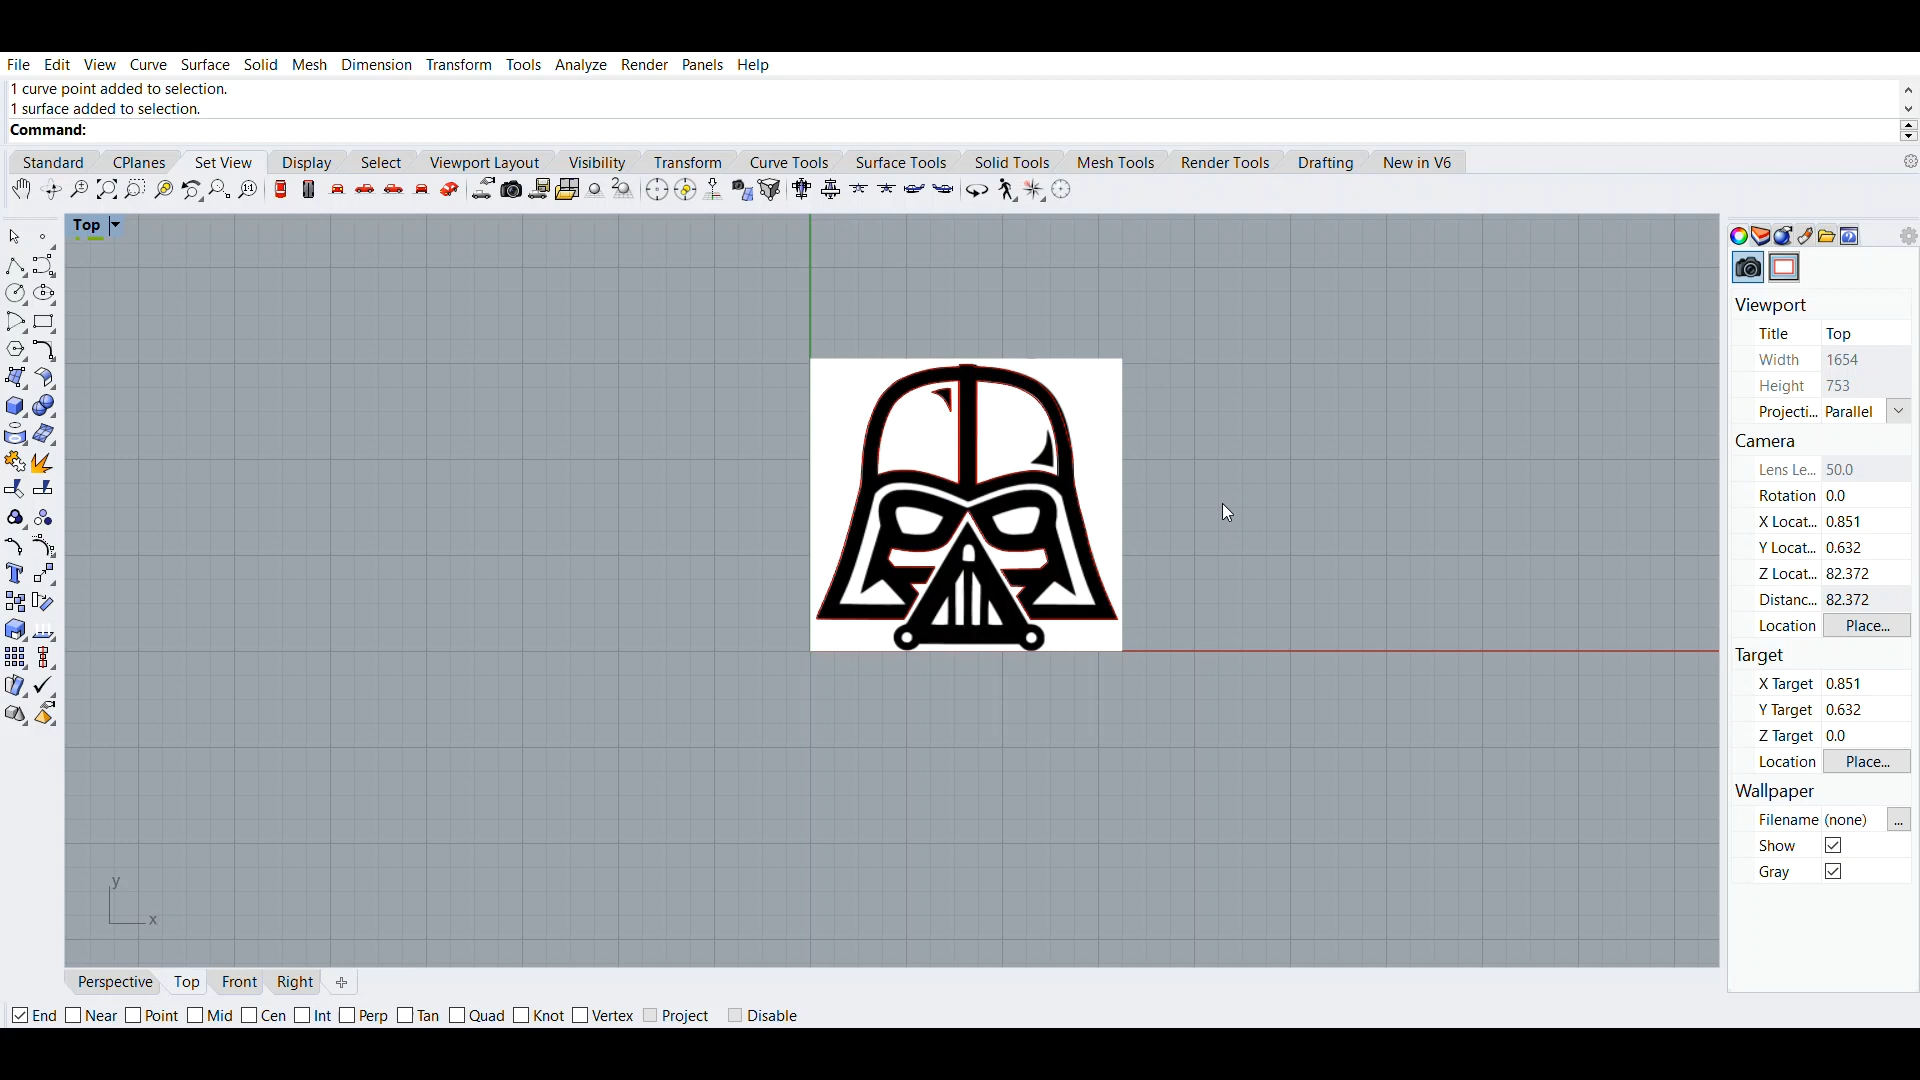 File Edit View Curve Surface Solid Mesh Dimension Transform Tools Analyze Render Panels Help
1 curve point added to selection.
1 surface added to selection.
Command:
Standard CPlanes Set View Display Select Viewport Layout Visibility Transform Curve Tools Surface Tools Solid Tools Mesh Tools Render Tools Drafting New in V6
Top
Viewport
Title Top
Width 1654
Height 753
Projecti... Parallel
Camera
Lens Le... 50.0
Rotation 0.0
X Locat... 0.851
Y Locat... 0.632
Z Locat... 82.372
Distanc... 82.372
Location Place...
Target
X Target 0.851
Y Target 0.632
Z Target 0.0
Location Place...
Wallpaper
Filename (none) ...
Show
Gray
y
x
Perspective Top Front Right
End Near Point Mid Cen Int Perp Tan Quad Knot Vertex Project Disable